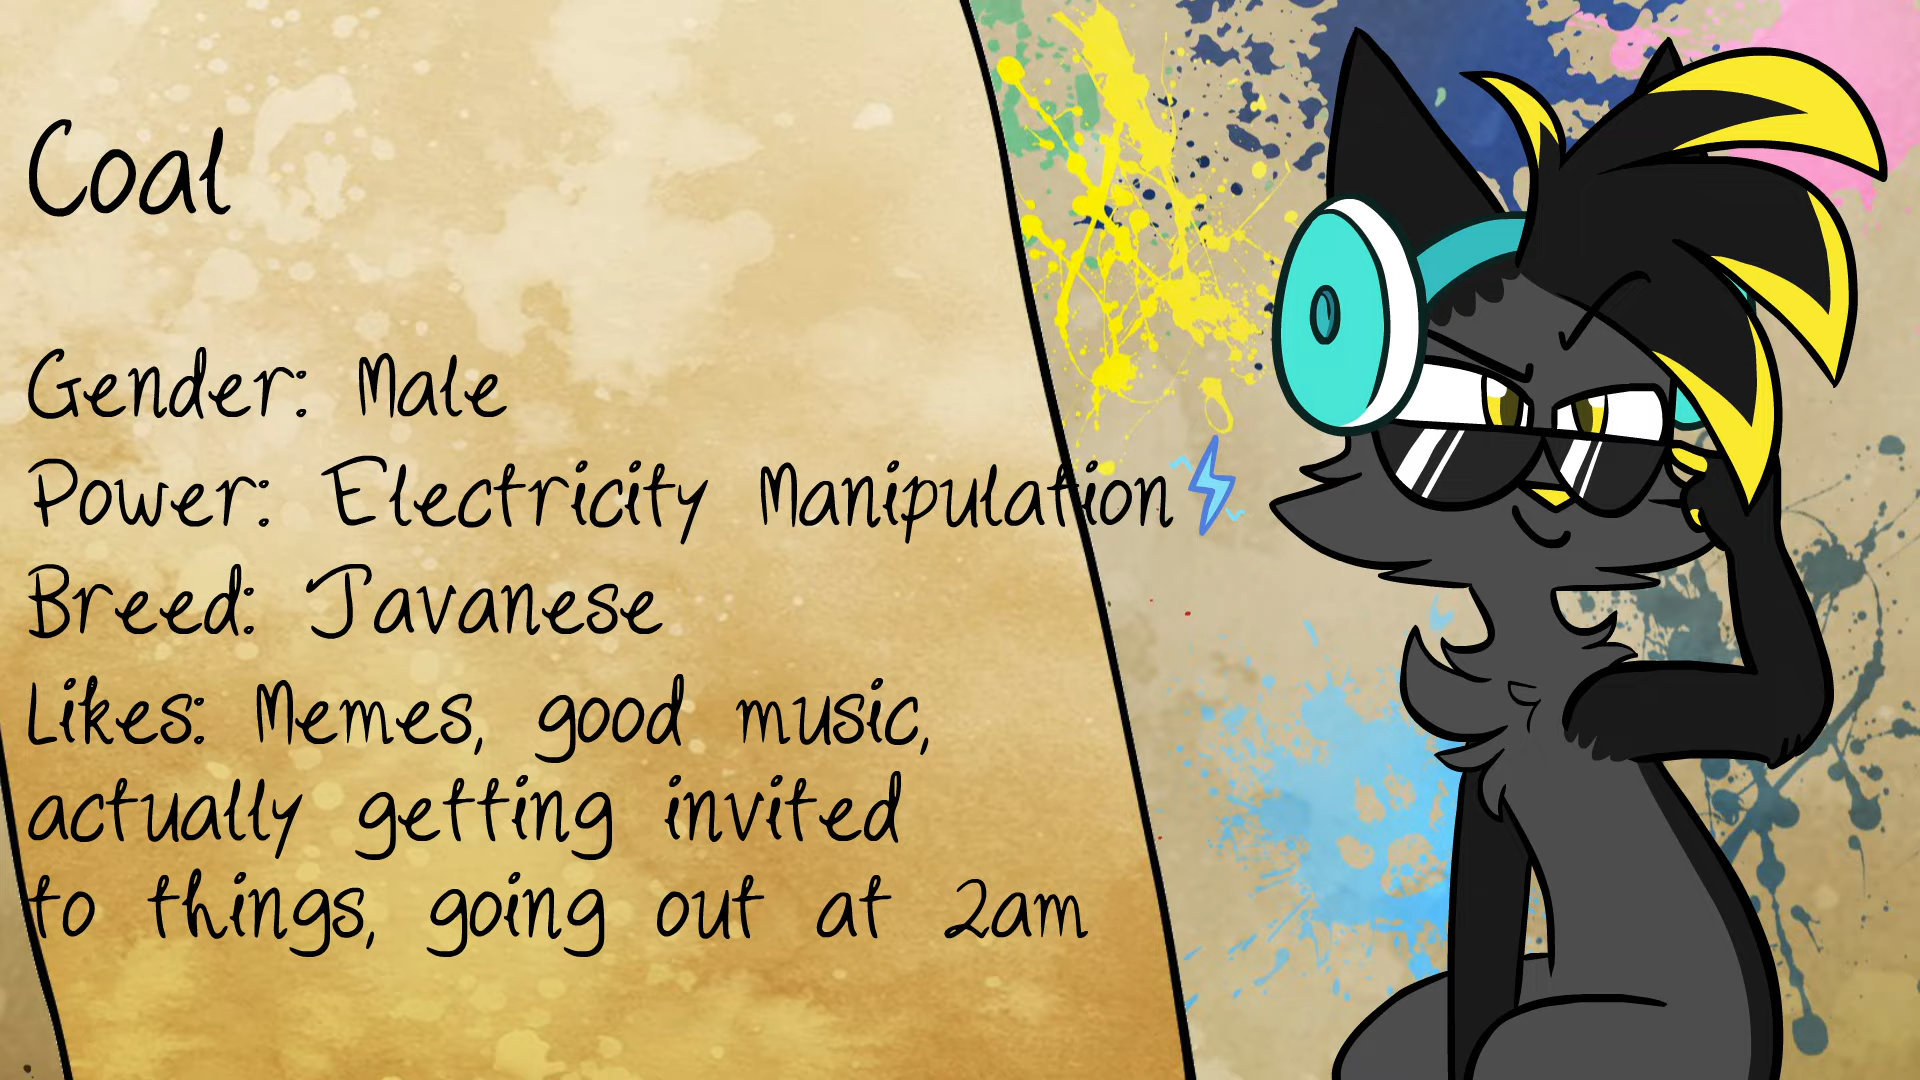 Coal
Gender: Male
Power: Electricity Manipulation
Breed: Javanese
Likes: Memes, good music,
actually getting invited
to things, going out at 2am